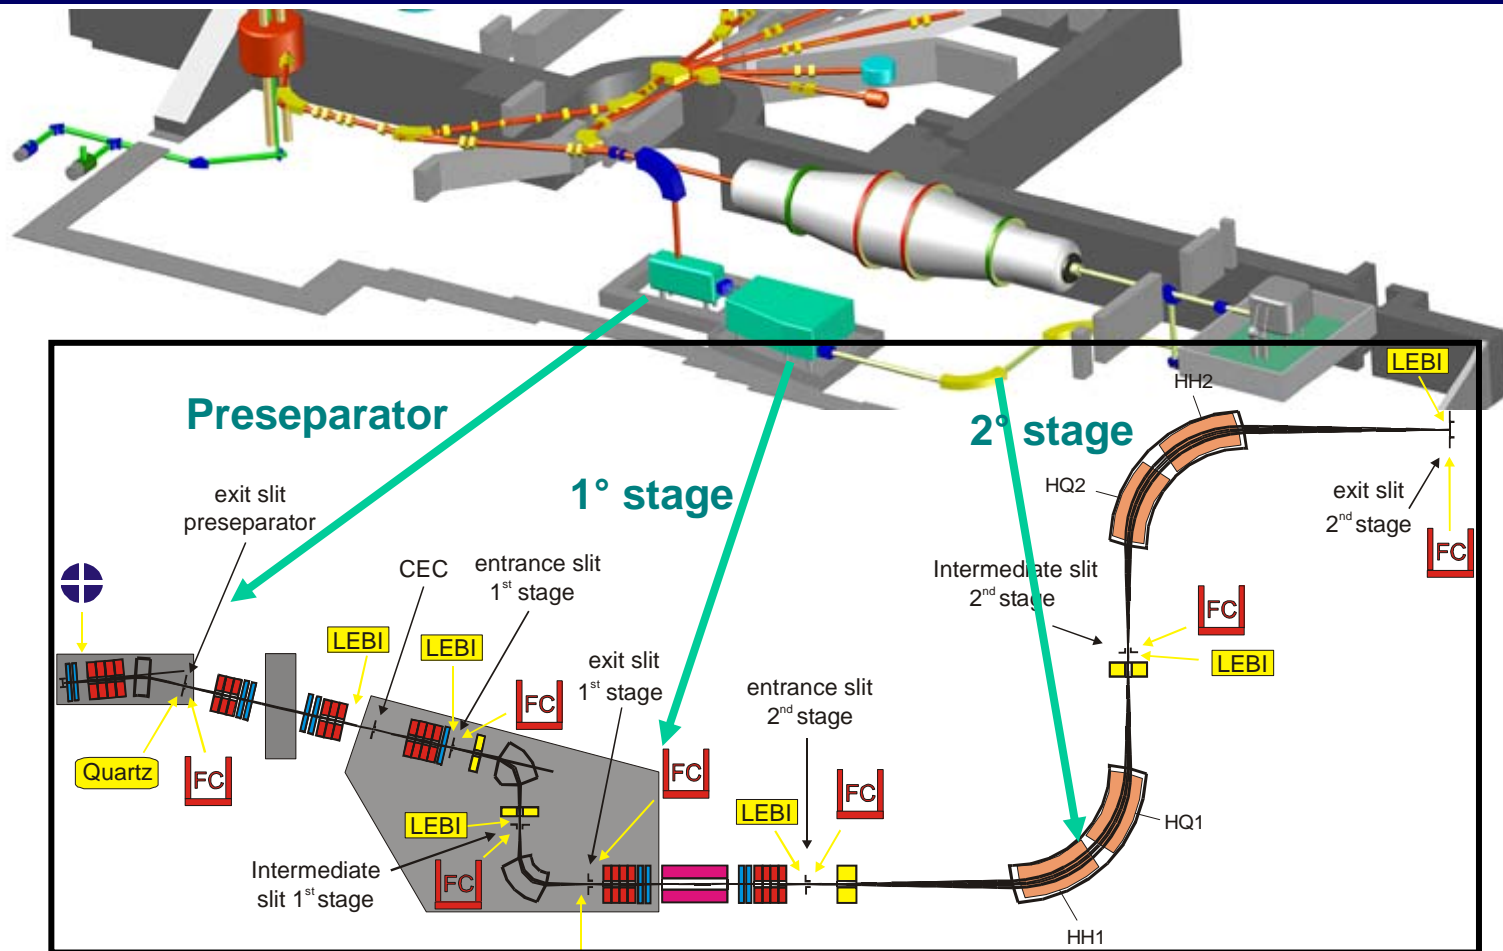 LEBI
HH2
Preseparator
2° stage
1° stage
HQ2
exit slit
2nd stage
exit slit
preseparator
FC
CEC
entrance slit
1st stage
Intermediate slit
2nd stage
FC
LEBI
LEBI
LEBI
exit slit
1st stage
entrance slit
2nd stage
FC
FC
Quartz
FC
FC
LEBI
LEBI
HQ1
Intermediate
slit 1st stage
FC
HH1